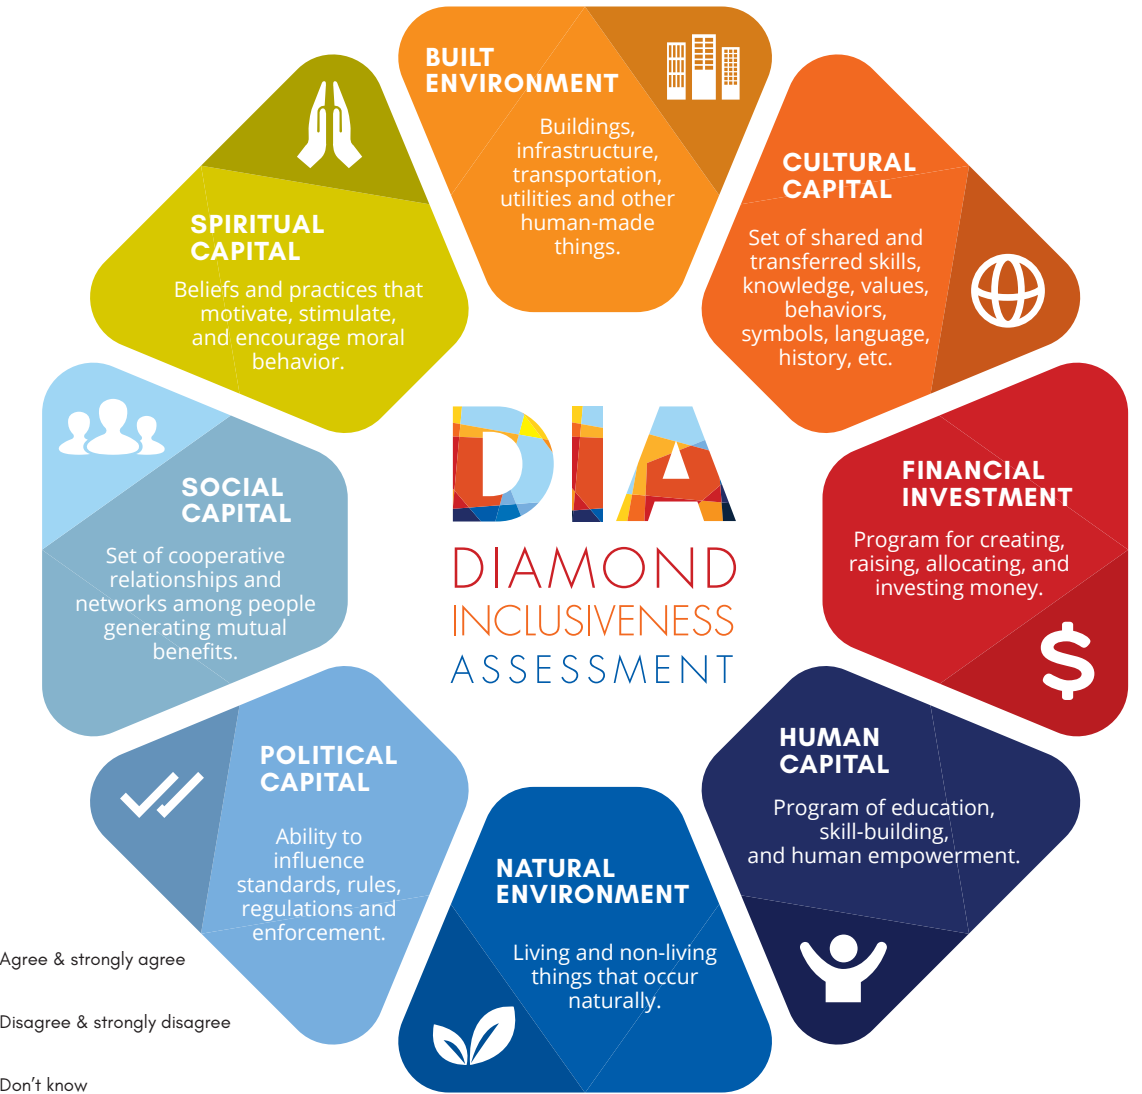 BUILT
ENVIRONMENT
Buildings,
infrastructure,
transportation,
utilities and other
human-made
things.
CULTURAL
CAPITAL
Set of shared and
transferred skills,
knowledge, values,
behaviors,
symbols, language,
history, etc.
FINANCIAL
INVESTMENT
Program for creating,
raising, allocating, and
investing money.
HUMAN
CAPITAL
Program of education,
skill-building,
and human empowerment.
NATURAL
ENVIRONMENT
Living and non-living
things that occur
naturally.
POLITICAL
CAPITAL
Ability to
influence
standards, rules,
regulations and
enforcement.
SOCIAL
CAPITAL
Set of cooperative
relationships and
networks among people
generating mutual
benefits.
SPIRITUAL
CAPITAL
Beliefs and practices that
motivate, stimulate,
and encourage moral
behavior.
DIA
DIAMOND
INCLUSIVENESS
ASSESSMENT
Agree & strongly agree
Disagree & strongly disagree
Don't know